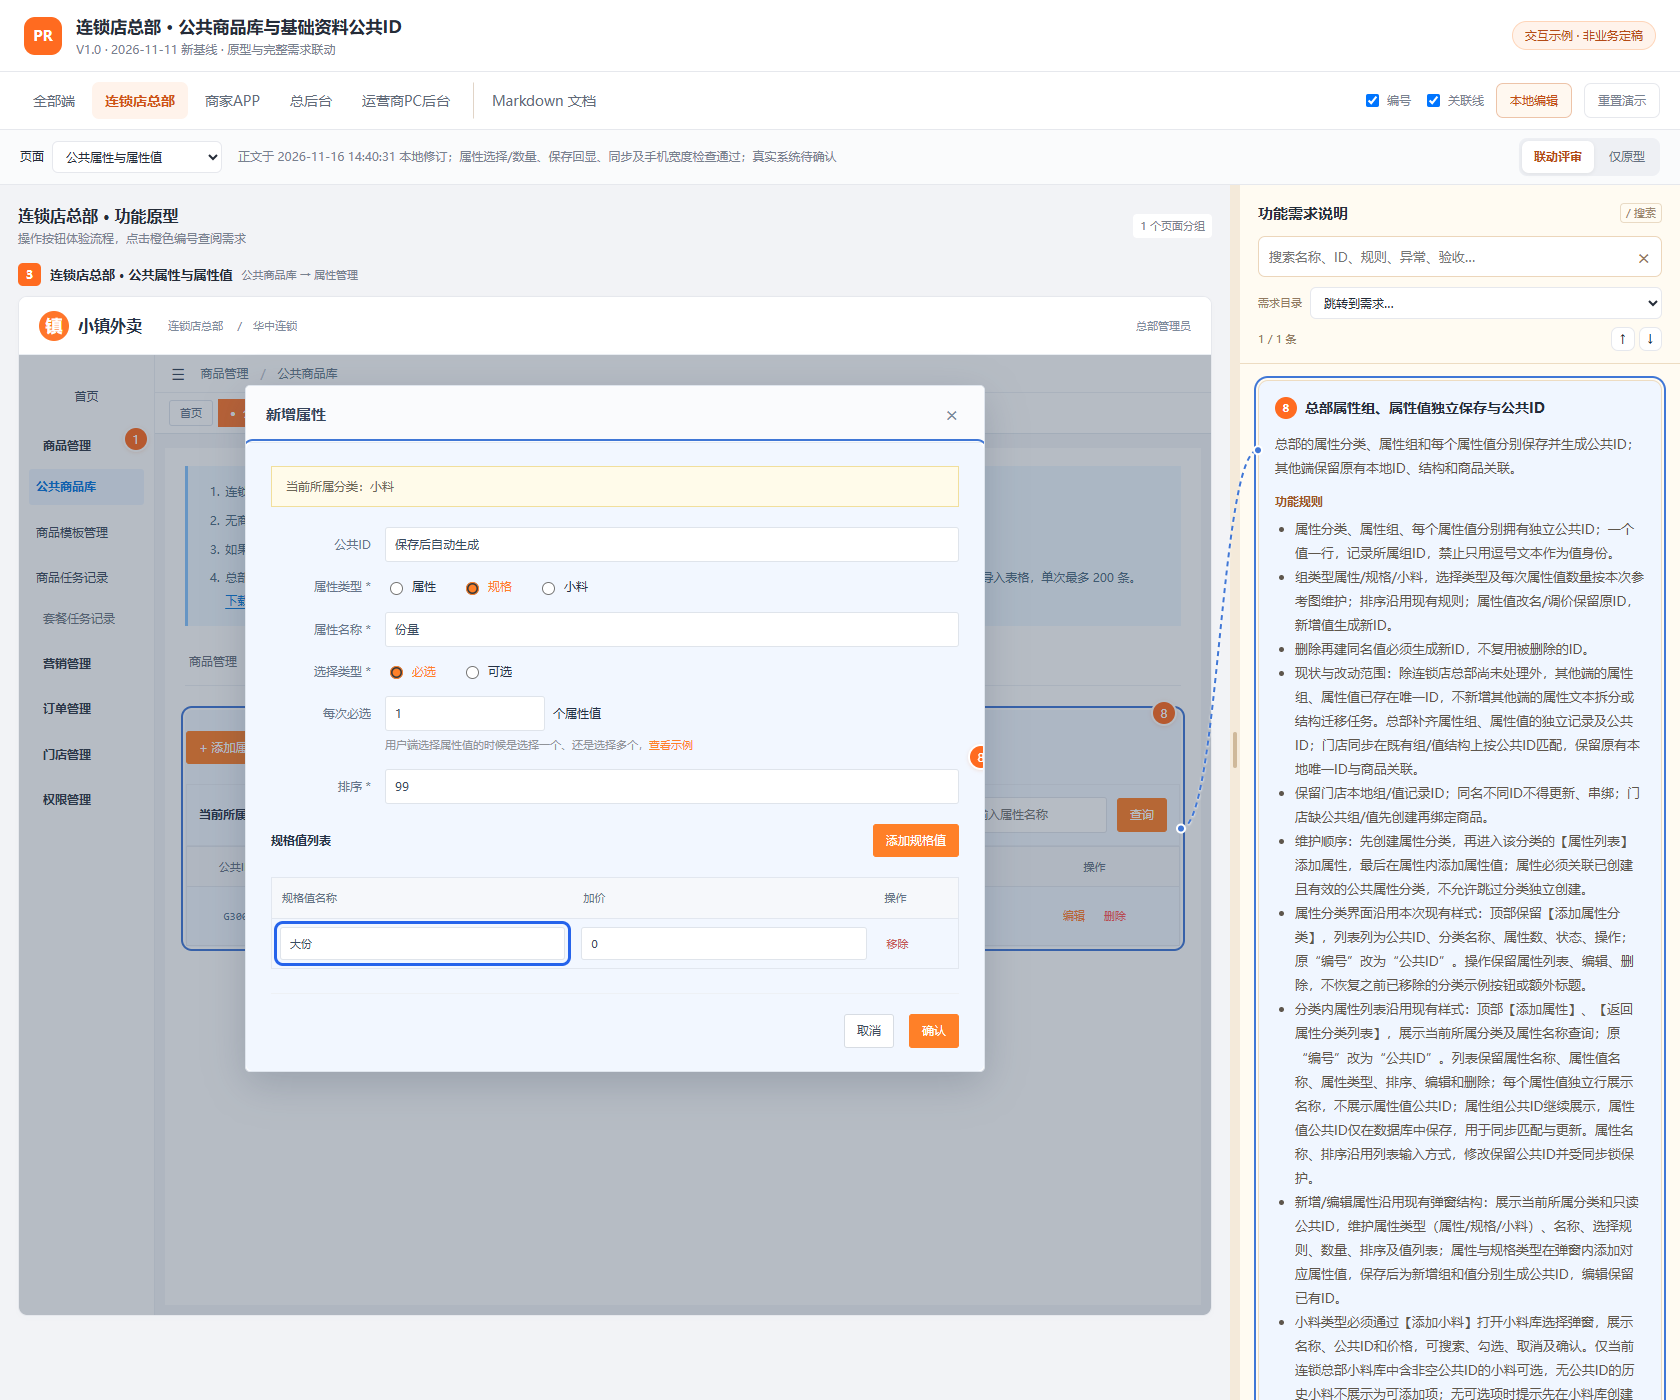 PR
连锁店总部 • 公共商品库与基础资料公共ID
V1.0 · 2026-11-11 新基线 · 原型与完整需求联动
交互示例 · 非业务定稿
全部端
连锁店总部
商家APP
总后台
运营商PC后台
Markdown 文档
编号
关联线
本地编辑
重置演示
页面
公共属性与属性值
正文于 2026-11-16 14:40:31 本地修订；属性选择/数量、保存回显、同步及手机宽度检查通过；真实系统待确认
联动评审
仅原型
连锁店总部 • 功能原型
操作按钮体验流程，点击橙色编号查阅需求
1 个页面分组
3
连锁店总部 • 公共属性与属性值
公共商品库 → 属性管理
镇
小镇外卖
连锁店总部 / 华中连锁
总部管理员
首页
商品管理
1
公共商品库
商品模板管理
商品任务记录
套餐任务记录
营销管理
订单管理
门店管理
权限管理
☰ 商品管理 / 公共商品库
首页
1. 连锁
2. 无商
3. 如果
4. 总部
导入表格，单次最多 200 条。
下载
商品管理
8
+ 添加属
当前所属
输入属性名称
查询
公共I
操作
G300
编辑
删除
新增属性
×
当前所属分类：小料
公共ID
保存后自动生成
属性类型 *
属性
规格
小料
属性名称 *
份量
选择类型 *
必选
可选
每次必选
1
个属性值
用户端选择属性值的时候是选择一个、还是选择多个，查看示例
8
排序 *
99
规格值列表
添加规格值
规格值名称
加价
操作
大份
0
移除
取消
确认
功能需求说明
/ 搜索
搜索名称、ID、规则、异常、验收...
×
需求目录
跳转到需求...
1 / 1 条
↑
↓
8
总部属性组、属性值独立保存与公共ID
总部的属性分类、属性组和每个属性值分别保存并生成公共ID；
其他端保留原有本地ID、结构和商品关联。
功能规则
• 属性分类、属性组、每个属性值分别拥有独立公共ID；一个
值一行，记录所属组ID，禁止只用逗号文本作为值身份。
• 组类型属性/规格/小料，选择类型及每次属性值数量按本次参
考图维护；排序沿用现有规则；属性值改名/调价保留原ID，
新增值生成新ID。
• 删除再建同名值必须生成新ID，不复用被删除的ID。
• 现状与改动范围：除连锁店总部尚未处理外，其他端的属性
组、属性值已存在唯一ID，不新增其他端的属性文本拆分或
结构迁移任务。总部补齐属性组、属性值的独立记录及公共
ID；门店同步在既有组/值结构上按公共ID匹配，保留原有本
地唯一ID与商品关联。
• 保留门店本地组/值记录ID；同名不同ID不得更新、串绑；门
店缺公共组/值先创建再绑定商品。
• 维护顺序：先创建属性分类，再进入该分类的【属性列表】
添加属性，最后在属性内添加属性值；属性必须关联已创建
且有效的公共属性分类，不允许跳过分类独立创建。
• 属性分类界面沿用本次现有样式：顶部保留【添加属性分
类】，列表列为公共ID、分类名称、属性数、状态、操作；
原“编号”改为“公共ID”。操作保留属性列表、编辑、删
除，不恢复之前已移除的分类示例按钮或额外标题。
• 分类内属性列表沿用现有样式：顶部【添加属性】、【返回
属性分类列表】，展示当前所属分类及属性名称查询；原
“编号”改为“公共ID”。列表保留属性名称、属性值名
称、属性类型、排序、编辑和删除；每个属性值独立行展示
名称，不展示属性值公共ID；属性组公共ID继续展示，属性
值公共ID仅在数据库中保存，用于同步匹配与更新。属性名
称、排序沿用列表输入方式，修改保留公共ID并受同步锁保
护。
• 新增/编辑属性沿用现有弹窗结构：展示当前所属分类和只读
公共ID，维护属性类型（属性/规格/小料）、名称、选择规
则、数量、排序及值列表；属性与规格类型在弹窗内添加对
应属性值，保存后为新增组和值分别生成公共ID，编辑保留
已有ID。
• 小料类型必须通过【添加小料】打开小料库选择弹窗，展示
名称、公共ID和价格，可搜索、勾选、取消及确认。仅当前
连锁总部小料库中含非空公共ID的小料可选，无公共ID的历
史小料不展示为可添加项；无可选项时提示先在小料库创建